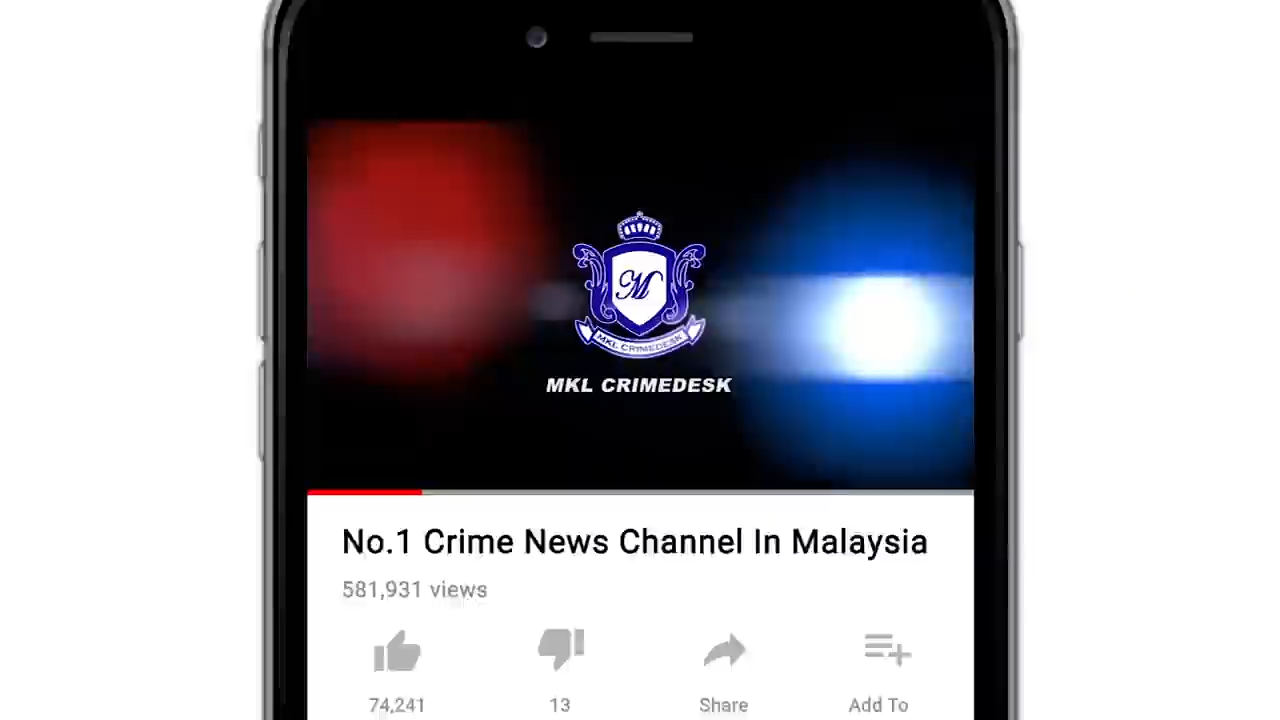 M
MKL CRIMEDESK
MKL CRIMEDESK
No.1 Crime News Channel In Malaysia
581,931 views
74,241
13
Share
Add To